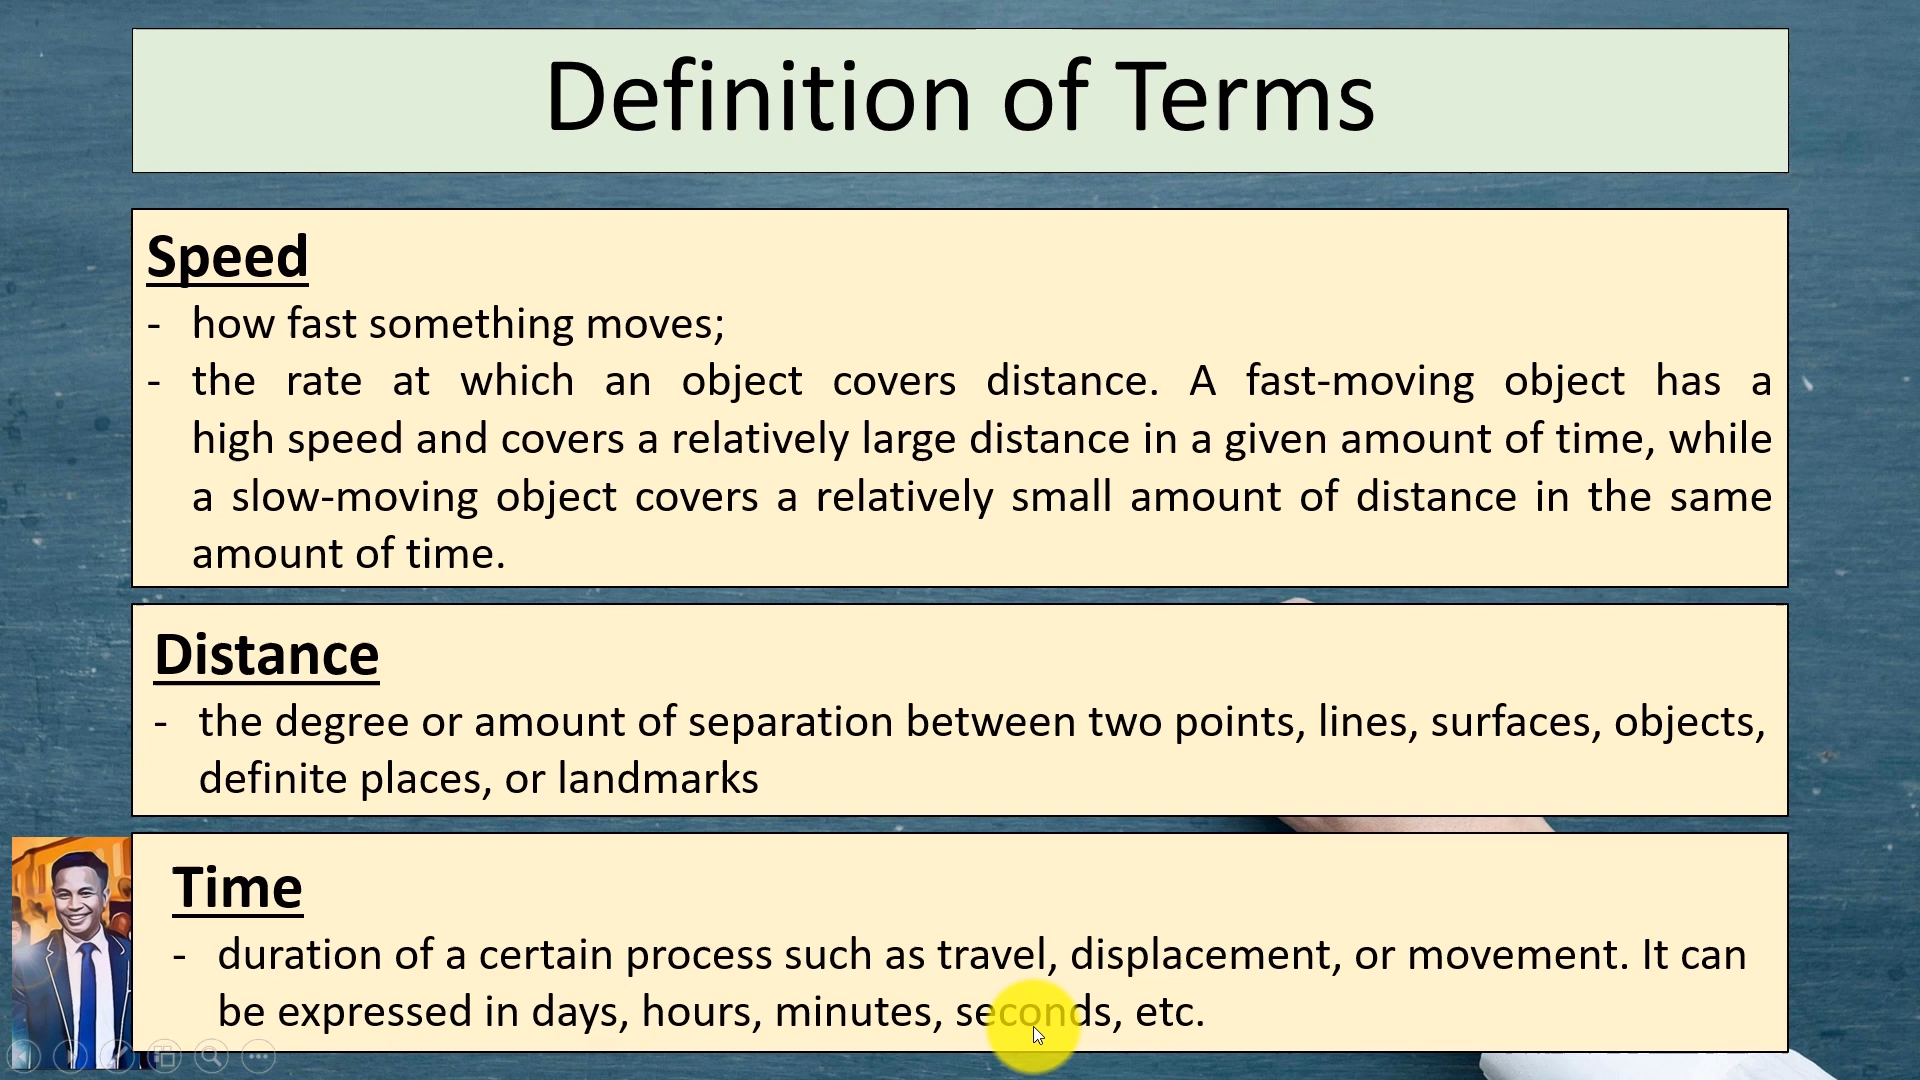 Definition of Terms
Speed
- how fast something moves;
- the rate at which an object covers distance. A fast-moving object has a
high speed and covers a relatively large distance in a given amount of time, while
a slow-moving object covers a relatively small amount of distance in the same
amount of time.
Distance
- the degree or amount of separation between two points, lines, surfaces, objects,
definite places, or landmarks
Time
- duration of a certain process such as travel, displacement, or movement. It can
be expressed in days, hours, minutes, seconds, etc.